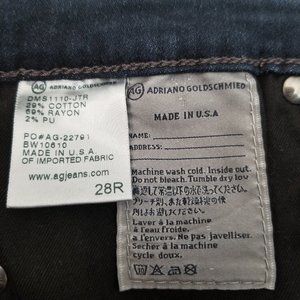 AG ADRIANO GOLDSCHMIED
DMS1110-JTR
29% COTTON
69% RAYON
2% PU
PO#AG-22791
BW10610
MADE IN U.S.A
OF IMPORTED FABRIC
www.agjeans.com
28R
AG ADRIANO GOLDSCHMIED
MADE IN U.S.A
NAME:
ADDRESS:
Machine wash cold. Inside out.
Do not bleach. Tumble dry low
Laver à la machine
à l'eau froide.
à l'envers. Ne pas javelliser.
Sécher à la machine
cycle doux.